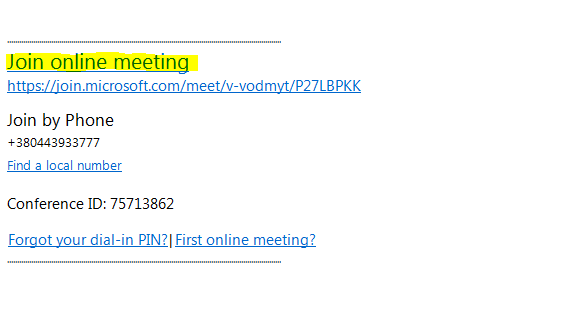 Join online meeting
https://join.microsoft.com/meet/v-vodmyt/P27LBPKK
Join by Phone
+380443933777
Find a local number
Conference ID: 75713862
Forgot your dial-in PIN?|First online meeting?